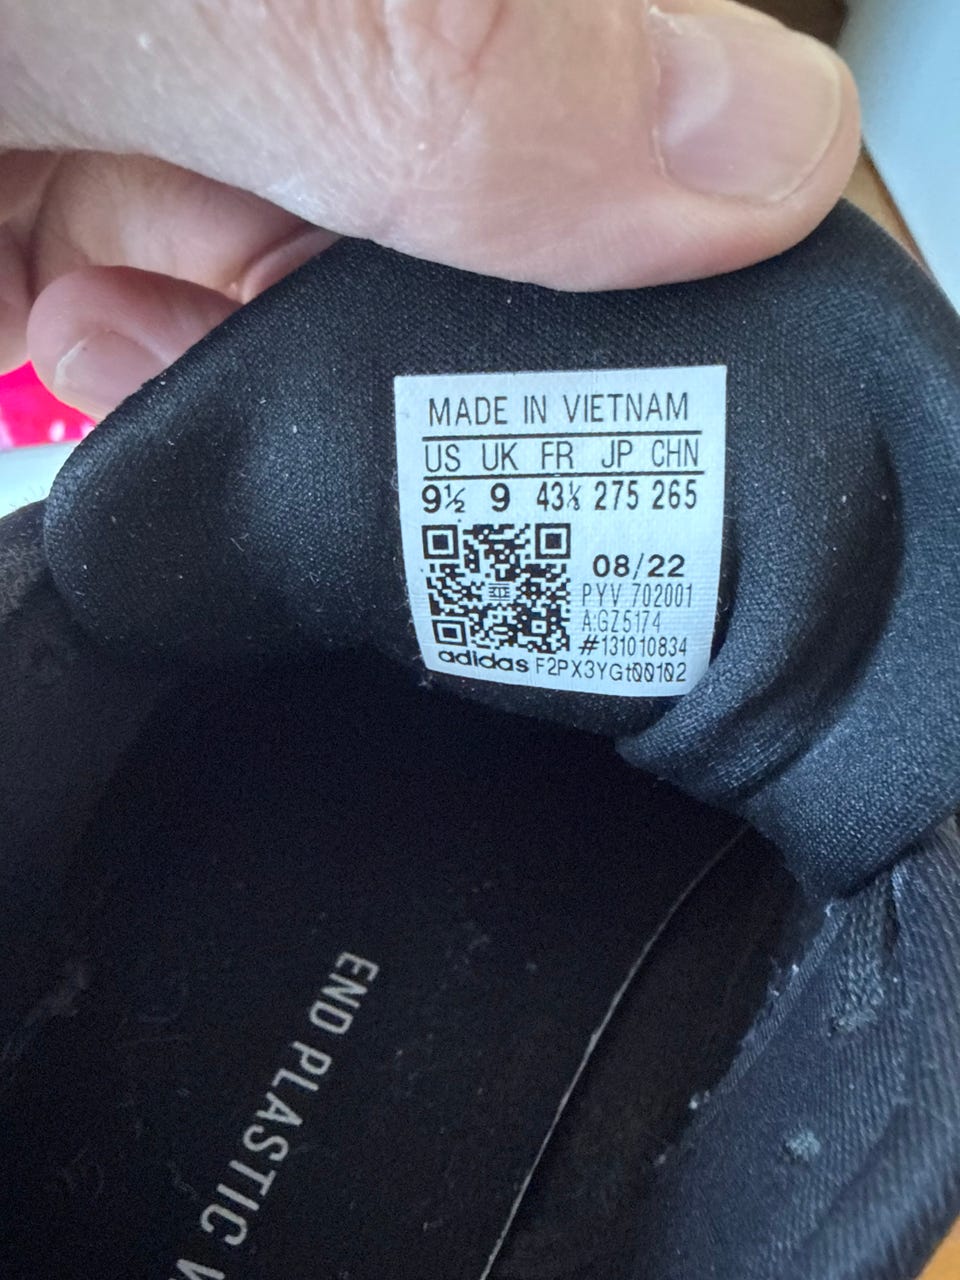 MADE IN VIETNAM
US UK FR JP CHN
9½ 9 43⅓ 275 265
08/22
PYV 702001
A:GZ5174
#131010834
adidas F2PX3YGt00102
END PLASTIC